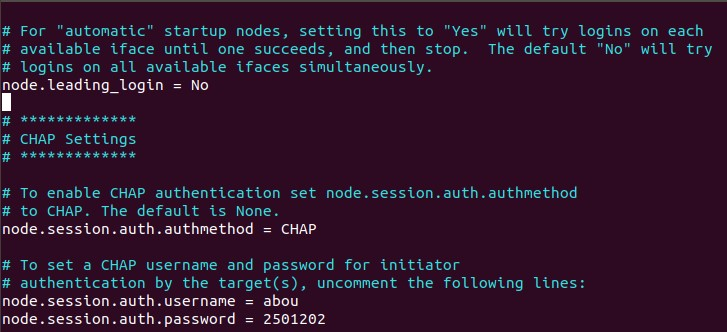 # For "automatic" startup nodes, setting this to "Yes" will try logins on each
# available iface until one succeeds, and then stop.  The default "No" will try
# logins on all available ifaces simultaneously.
node.leading_login = No
# *************
# CHAP Settings
# *************
# To enable CHAP authentication set node.session.auth.authmethod
# to CHAP. The default is None.
node.session.auth.authmethod = CHAP
# To set a CHAP username and password for initiator
# authentication by the target(s), uncomment the following lines:
node.session.auth.username = abou
node.session.auth.password = 2501202